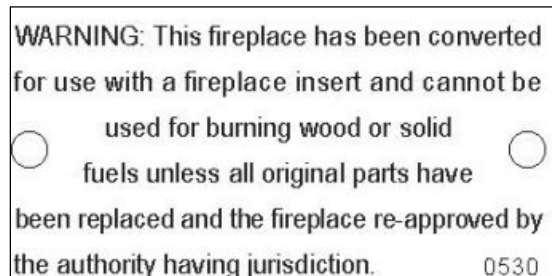 WARNING: This fireplace has been converted
for use with a fireplace insert and cannot be
used for burning wood or solid
fuels unless all original parts have
been replaced and the fireplace re-approved by
the authority having jurisdiction. 0530